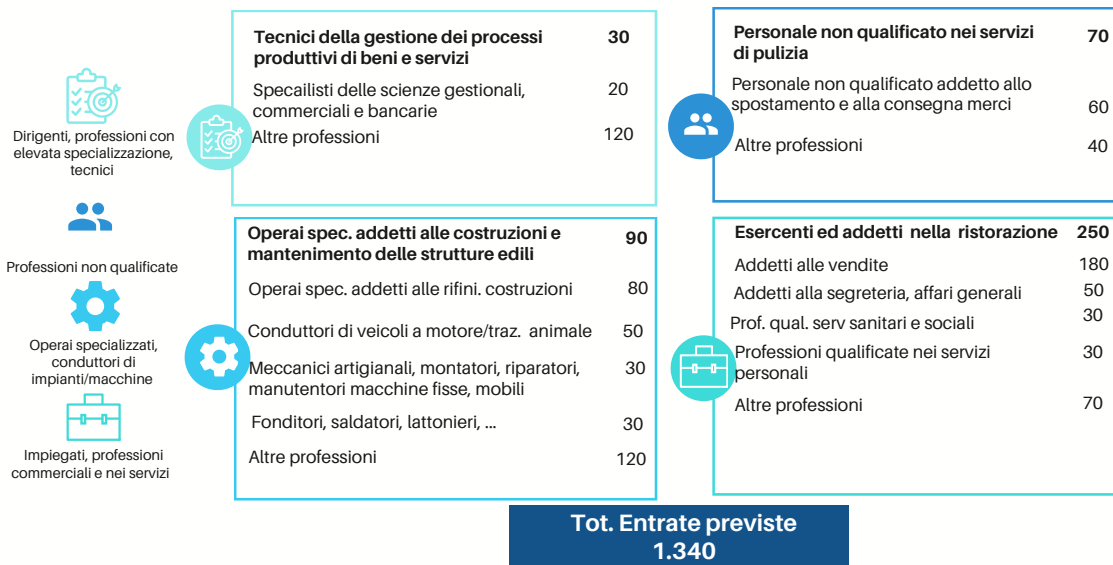 Dirigenti, professioni con
elevata specializzazione,
tecnici
Professioni non qualificate
Operai specializzati,
conduttori di
impianti/macchine
Impiegati, professioni
commerciali e nei servizi
Tecnici della gestione dei processi
produttivi di beni e servizi 30
Specailisti delle scienze gestionali,
commerciali e bancarie 20
Altre professioni 120
Personale non qualificato nei servizi
di pulizia 70
Personale non qualificato addetto allo
spostamento e alla consegna merci 60
Altre professioni 40
Operai spec. addetti alle costruzioni e
mantenimento delle strutture edili 90
Operai spec. addetti alle rifini. costruzioni 80
Conduttori di veicoli a motore/traz. animale 50
Meccanici artigianali, montatori, riparatori,
manutentori macchine fisse, mobili 30
Fonditori, saldatori, lattonieri, ... 30
Altre professioni 120
Esercenti ed addetti nella ristorazione 250
Addetti alle vendite 180
Addetti alla segreteria, affari generali 50
Prof. qual. serv sanitari e sociali 30
Professioni qualificate nei servizi
personali 30
Altre professioni 70
Tot. Entrate previste
1.340